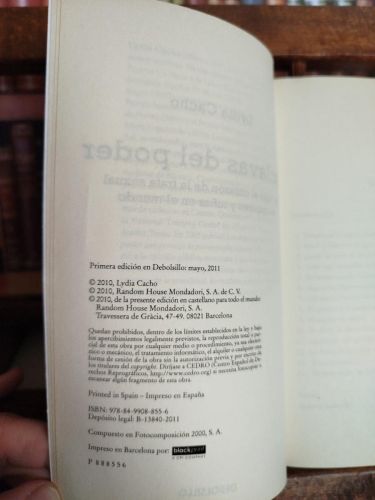 Primera edición en Debolsillo: mayo, 2011
© 2010, Lydia Cacho
© 2010, Random House Mondadori, S. A. de C. V.
© 2010, de la presente edición en castellano para todo el mundo:
Random House Mondadori, S. A.
Travessera de Gràcia, 47-49. 08021 Barcelona
Quedan prohibidos, dentro de los límites establecidos en la ley y bajo
los apercibimientos legalmente previstos, la reproducción total o par-
cial de esta obra por cualquier medio o procedimiento, ya sea electró-
nico o mecánico, el tratamiento informático, el alquiler o cualquier otra
forma de cesión de la obra sin la autorización previa y por escrito de
los titulares del copyright. Diríjase a CEDRO (Centro Español de De-
rechos Reprográficos, http://www.cedro.org) si necesita fotocopiar o
escanear algún fragmento de esta obra.
Printed in Spain - Impreso en España
ISBN: 978-84-9908-855-6
Depósito legal: B-13840-2011
Compuesto en Fotocomposición 2000, S. A.
Impreso en Barcelona por: black
P 888556